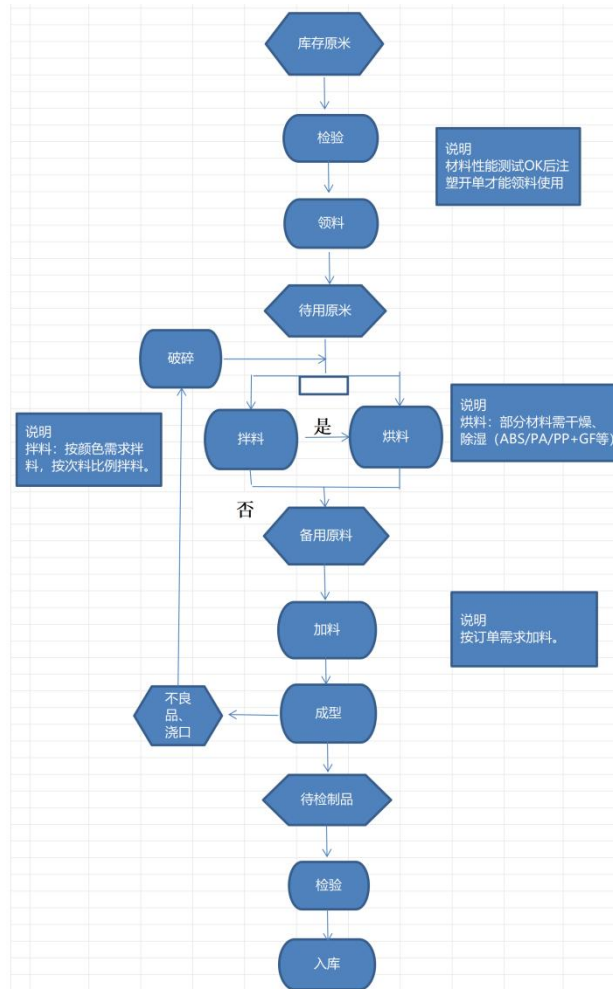 库存原米
检验
说明
材料性能测试OK后注
塑开单才能领料使用
领料
待用原米
破碎
说明
拌料：按颜色需求拌
料，按次料比例拌料。
拌料
是
烘料
说明
烘料：部分材料需干燥、
除湿（ABS/PA/PP+GF等）
否
备用原料
加料
说明
按订单需求加料。
不良
品、
浇口
成型
待检制品
检验
入库